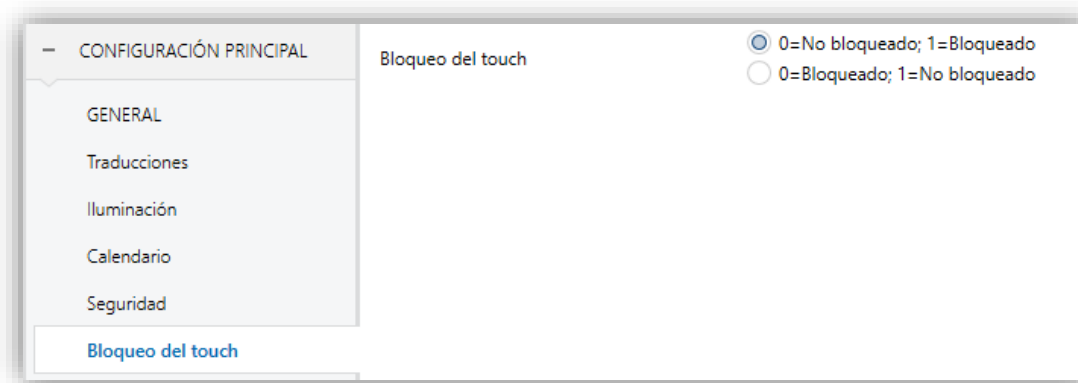 − CONFIGURACIÓN PRINCIPAL
GENERAL
Traducciones
Iluminación
Calendario
Seguridad
Bloqueo del touch
Bloqueo del touch
0=No bloqueado; 1=Bloqueado
0=Bloqueado; 1=No bloqueado